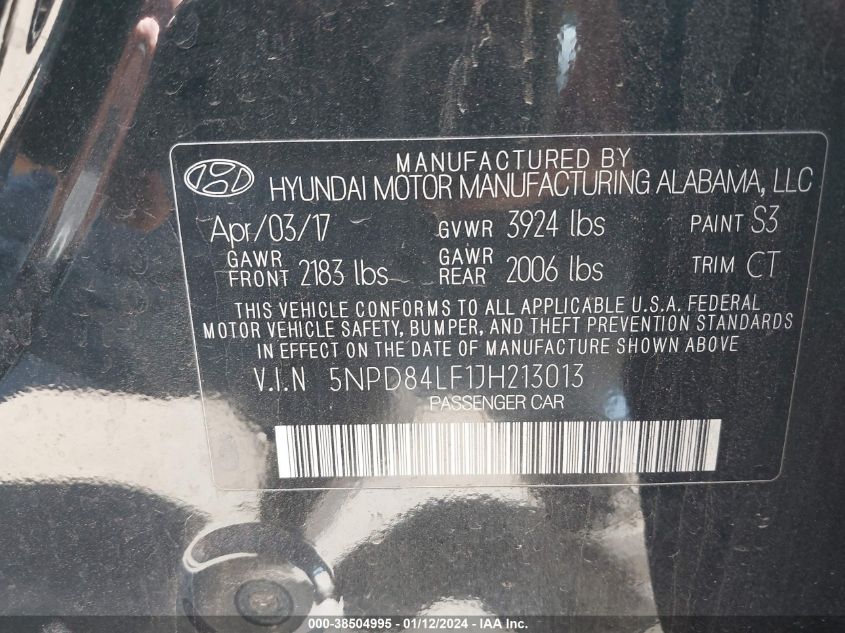 MANUFACTURED BY
HYUNDAI MOTOR MANUFACTURING ALABAMA, LLC
Apr/03/17 GVWR 3924 lbs PAINT S3
GAWR FRONT 2183 lbs GAWR REAR 2006 lbs TRIM CT
THIS VEHICLE CONFORMS TO ALL APPLICABLE U.S.A. FEDERAL
MOTOR VEHICLE SAFETY, BUMPER, AND THEFT PREVENTION STANDARDS
IN EFFECT ON THE DATE OF MANUFACTURE SHOWN ABOVE
V.I.N 5NPD84LF1JH213013
PASSENGER CAR
000-38504995 - 01/12/2024 - IAA Inc.